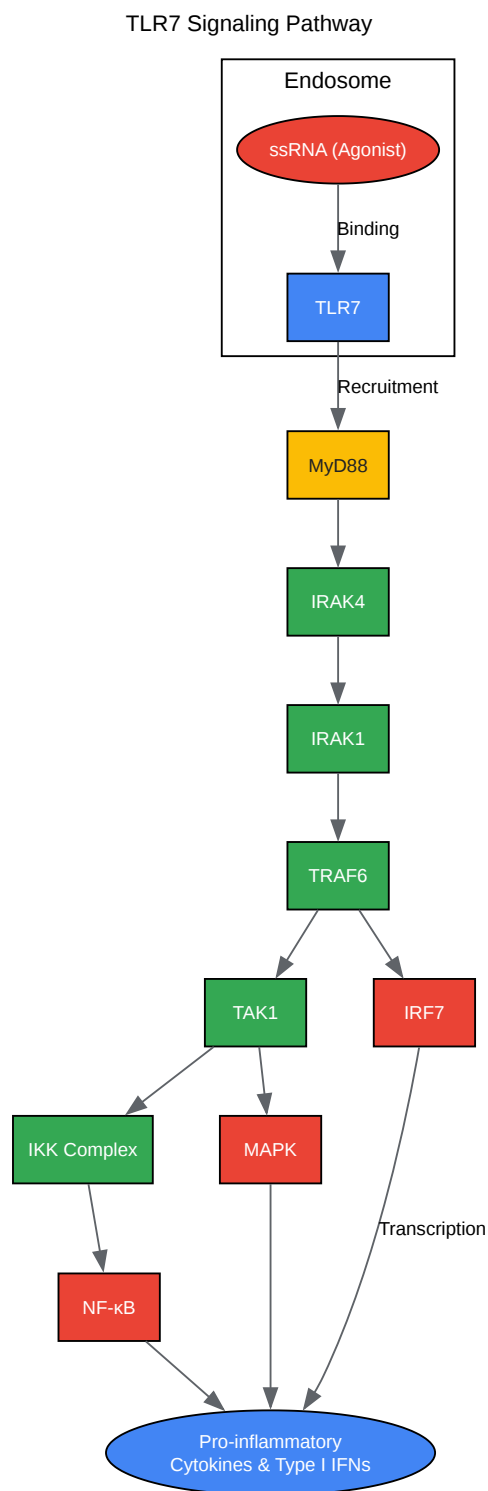 TLR7 Signaling Pathway
Endosome
ssRNA (Agonist)
Binding
TLR7
Recruitment
MyD88
IRAK4
IRAK1
TRAF6
TAK1
IRF7
IKK Complex
MAPK
Transcription
NF-κB
Pro-inflammatory
Cytokines & Type I IFNs